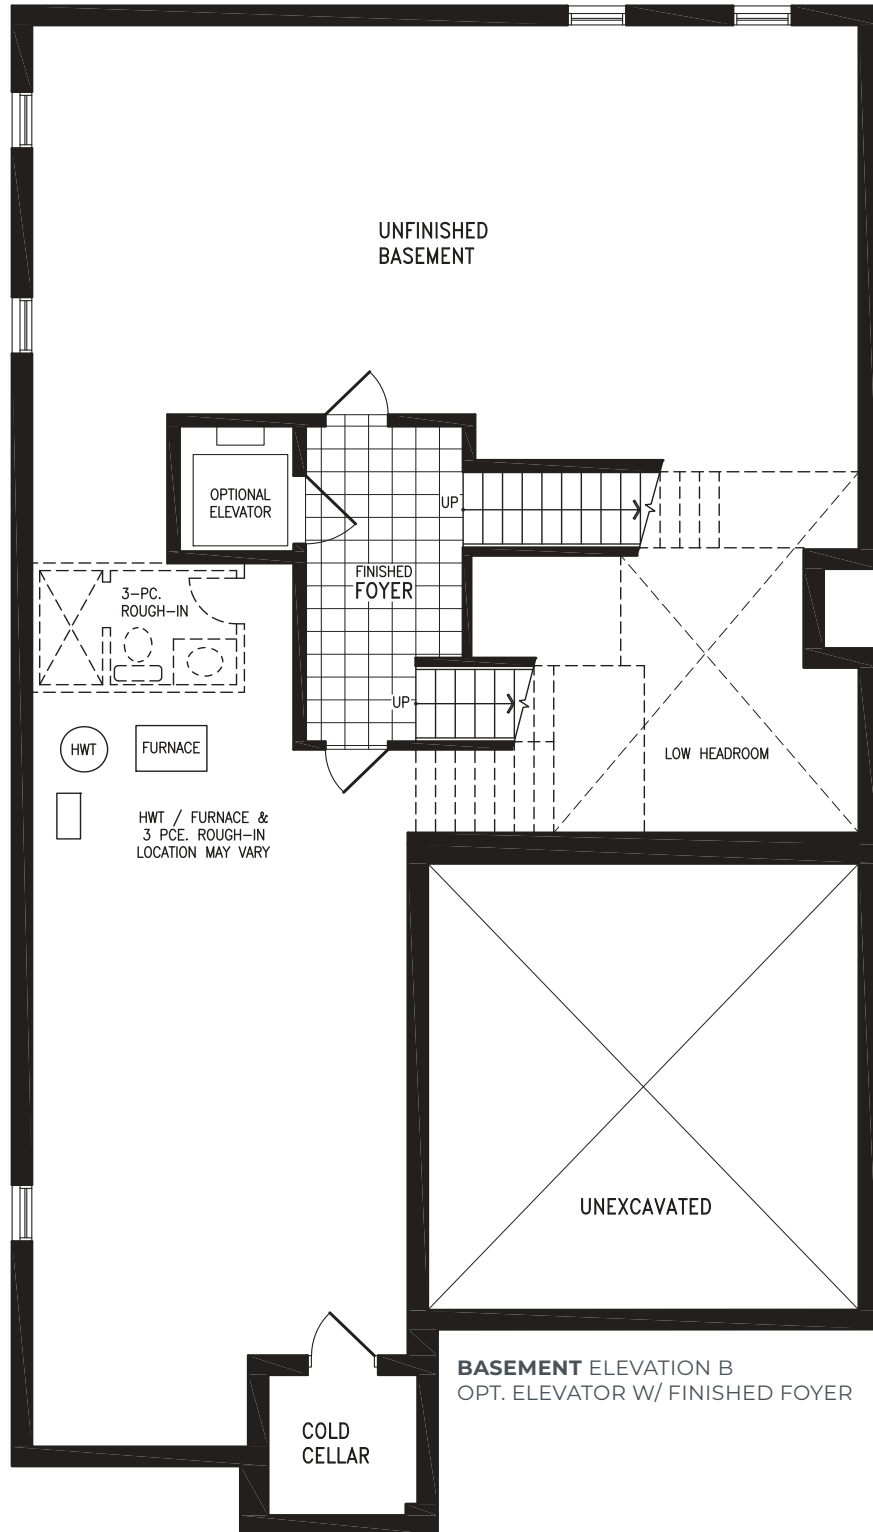 UNFINISHED
BASEMENT
OPTIONAL
ELEVATOR
UP
FINISHED
FOYER
3-PC.
ROUGH-IN
UP
HWT
FURNACE
LOW HEADROOM
HWT / FURNACE &
3 PCE. ROUGH-IN
LOCATION MAY VARY
UNEXCAVATED
BASEMENT ELEVATION B
OPT. ELEVATOR W/ FINISHED FOYER
COLD
CELLAR